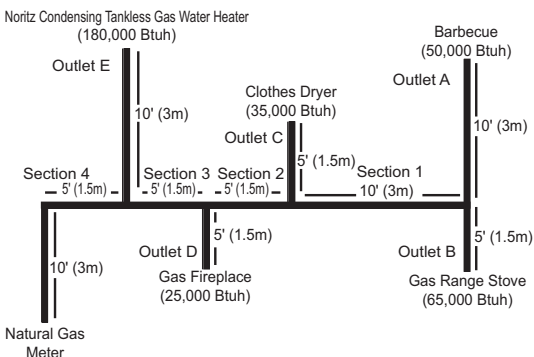 Noritz Condensing Tankless Gas Water Heater
(180,000 Btuh)
Outlet E
10' (3m)
Barbecue
(50,000 Btuh)
Outlet A
10' (3m)
Clothes Dryer
(35,000 Btuh)
Outlet C
5' (1.5m)
Section 4
5' (1.5m)
Section 3
5' (1.5m)
Section 2
5' (1.5m)
Section 1
10' (3m)
10' (3m)
Outlet D
5' (1.5m)
Gas Fireplace
(25,000 Btuh)
Outlet B
5' (1.5m)
Gas Range Stove
(65,000 Btuh)
Natural Gas
Meter